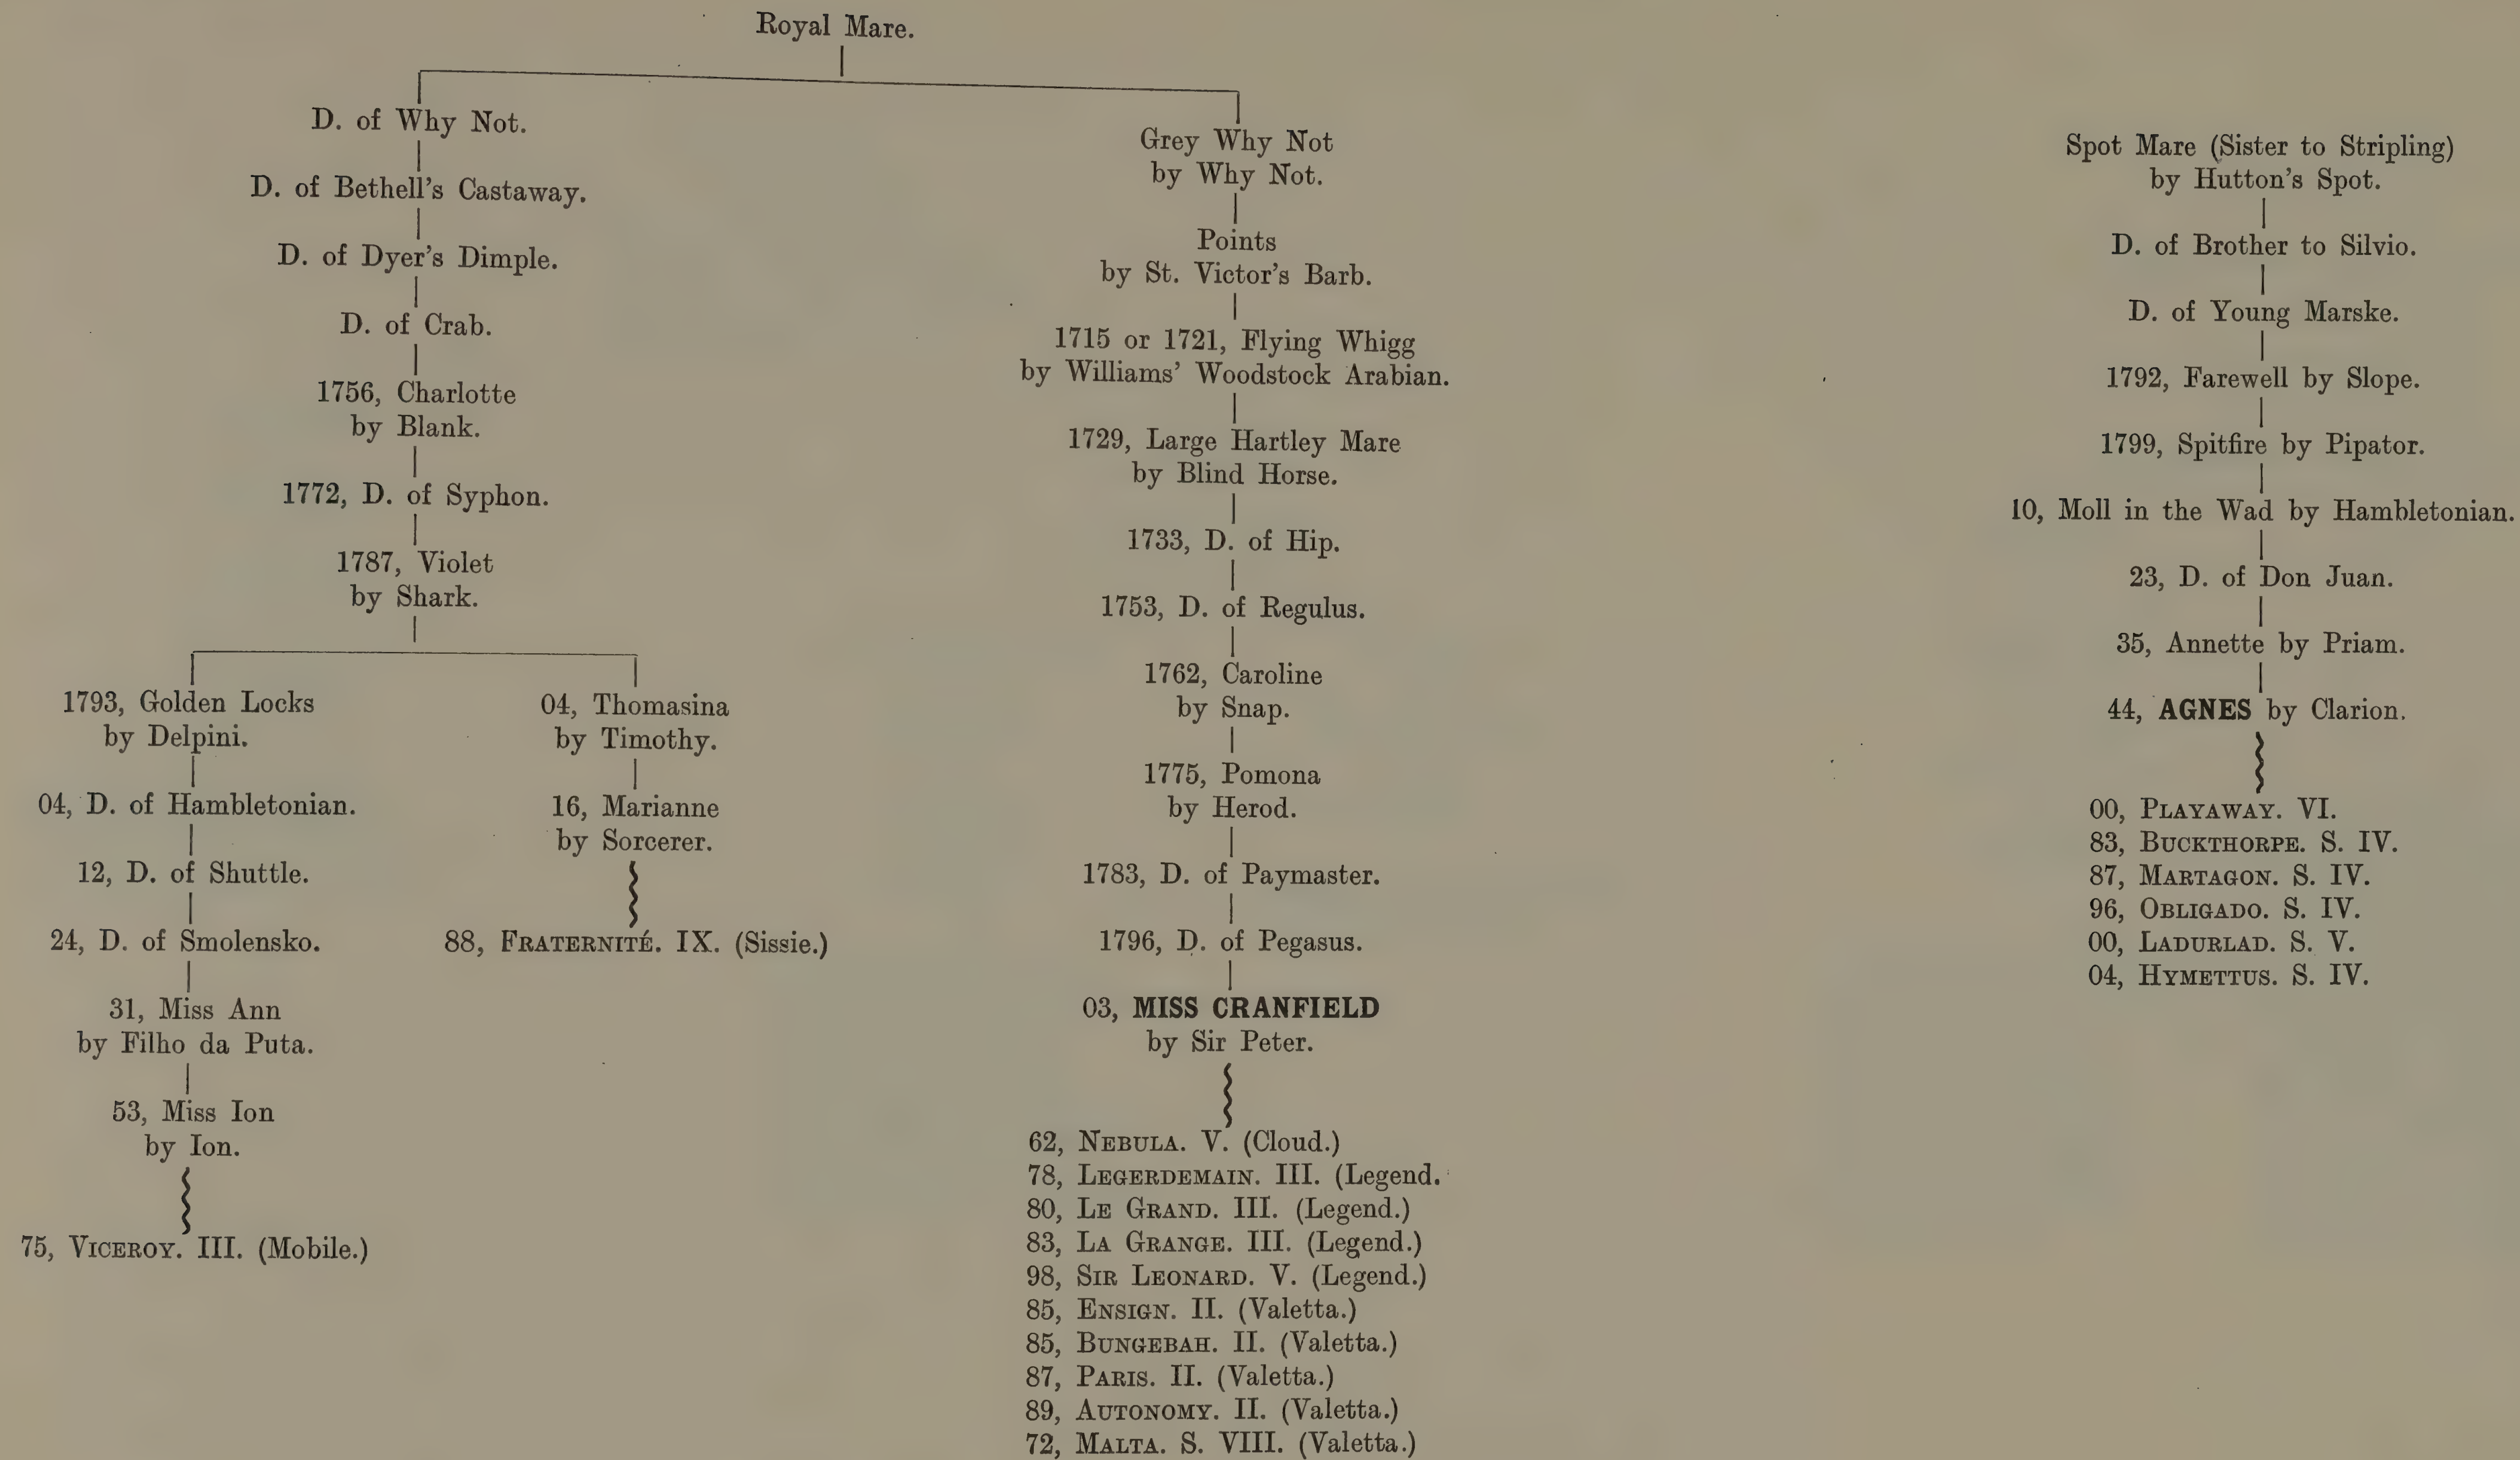 Royal Mare.
D. of Why Not.
D. of Bethell's Castaway.
D. of Dyer's Dimple.
D. of Crab.
1756, Charlotte
by Blank.
1772, D. of Syphon.
1787, Violet
by Shark.
1793, Golden Locks
by Delpini.
04, D. of Hambletonian.
12, D. of Shuttle.
24, D. of Smolensko.
31, Miss Ann
by Filho da Puta.
53, Miss Ion
by Ion.
75, VICEROY. III. (Mobile.)
04, Thomasina
by Timothy.
16, Marianne
by Sorcerer.
88, FRATERNITÉ. IX. (Sissie.)
Grey Why Not
by Why Not.
Points
by St. Victor's Barb.
1715 or 1721, Flying Whigg
by Williams' Woodstock Arabian.
1729, Large Hartley Mare
by Blind Horse.
1733, D. of Hip.
1753, D. of Regulus.
1762, Caroline
by Snap.
1775, Pomona
by Herod.
1783, D. of Paymaster.
1796, D. of Pegasus.
03, MISS CRANFIELD
by Sir Peter.
62, NEBULA. V. (Cloud.)
78, LEGERDEMAIN. III. (Legend.
80, LE GRAND. III. (Legend.)
83, LA GRANGE. III. (Legend.)
98, SIR LEONARD. V. (Legend.)
85, ENSIGN. II. (Valetta.)
85, BUNGEBAH. II. (Valetta.)
87, PARIS. II. (Valetta.)
89, AUTONOMY. II. (Valetta.)
72, MALTA. S. VIII. (Valetta.)
Spot Mare (Sister to Stripling)
by Hutton's Spot.
D. of Brother to Silvio.
D. of Young Marske.
1792, Farewell by Slope.
1799, Spitfire by Pipator.
10, Moll in the Wad by Hambletonian.
23, D. of Don Juan.
35, Annette by Priam.
44, AGNES by Clarion.
00, PLAYAWAY. VI.
83, BUCKTHORPE. S. IV.
87, MARTAGON. S. IV.
96, OBLIGADO. S. IV.
00, LADURLAD. S. V.
04, HYMETTUS. S. IV.